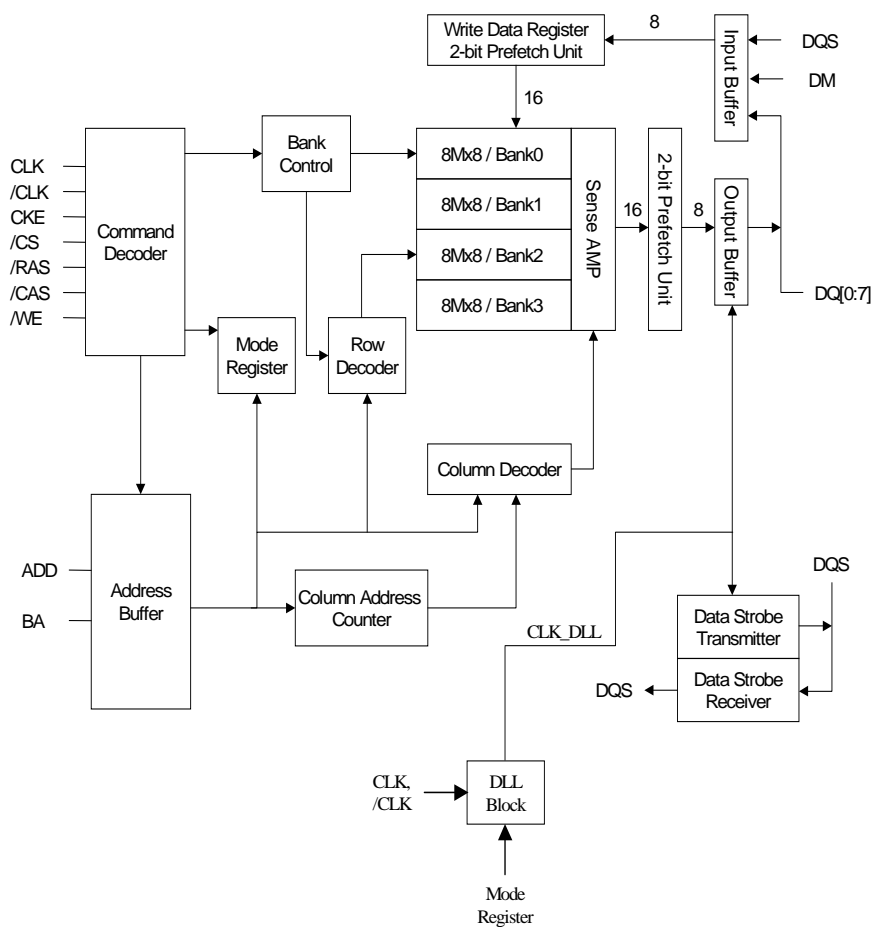 Write Data Register
2-bit Prefetch Unit
8
Input Buffer
DQS
DM
16
Bank
Control
8Mx8 / Bank0
8Mx8 / Bank1
8Mx8 / Bank2
8Mx8 / Bank3
Sense AMP
16
2-bit Prefetch Unit
8
Output Buffer
DQ[0:7]
CLK
/CLK
CKE
/CS
/RAS
/CAS
/WE
Command
Decoder
Mode
Register
Row
Decoder
Column Decoder
ADD
BA
Address
Buffer
Column Address
Counter
CLK_DLL
DQS
Data Strobe
Transmitter
Data Strobe
Receiver
DQS
CLK,
/CLK
DLL
Block
Mode
Register